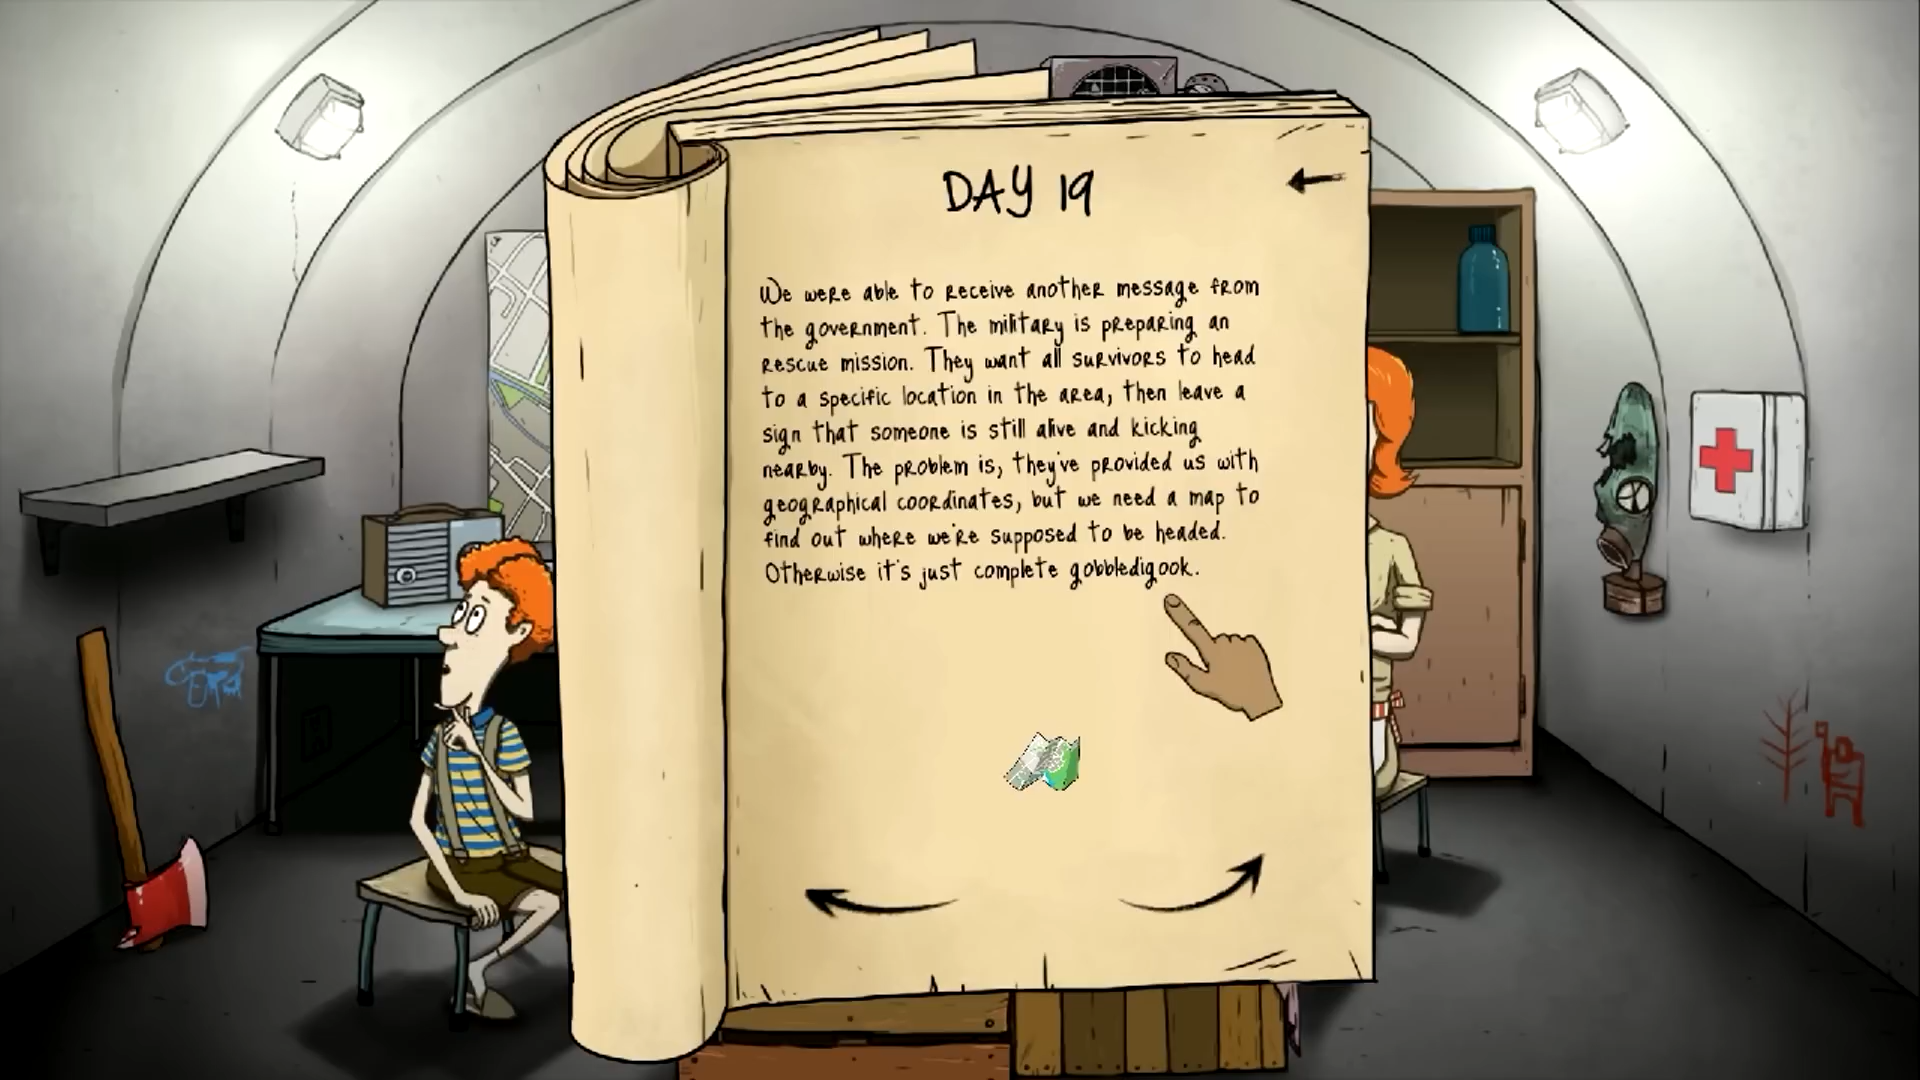 DAY 19
We were able to receive another message from
the government. The military is preparing an
rescue mission. They want all survivors to head
to a specific location in the area, then leave a
sign that someone is still alive and kicking
nearby. The problem is, they've provided us with
geographical coordinates, but we need a map to
find out where we're supposed to be headed.
Otherwise it's just complete gobbledigook.